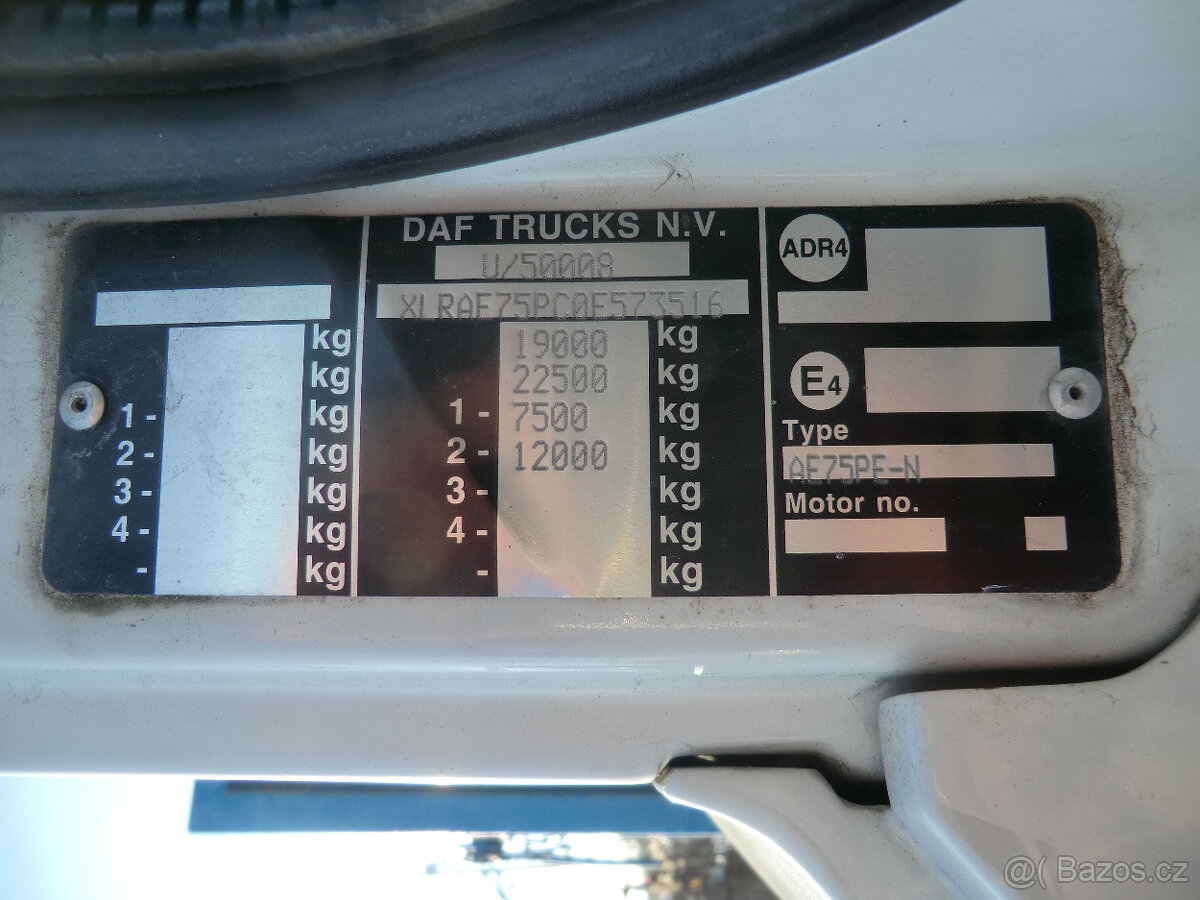 DAF TRUCKS N.V.
U/50008
XLRAE75PC0E573516
kg
kg
1- kg
2- kg
3- kg
4- kg
- kg
19000 kg
22500 kg
1- 7500 kg
2- 12000 kg
3- kg
4- kg
- kg
ADR4
E4
Type
AE75PE-N
Motor no.
@( Bazos.cz